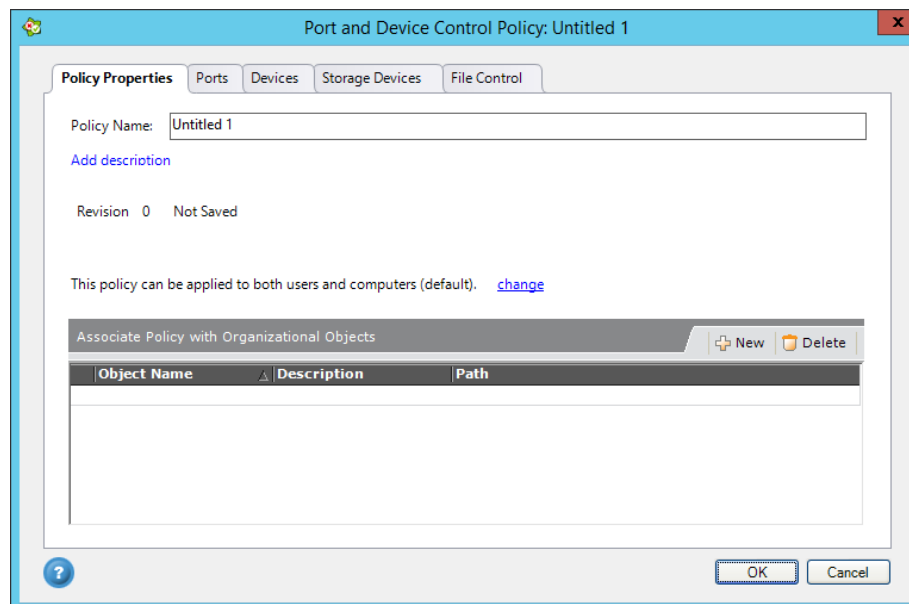 Port and Device Control Policy: Untitled 1
x
Policy Properties Ports Devices Storage Devices File Control
Policy Name: Untitled 1
Add description
Revision 0 Not Saved
This policy can be applied to both users and computers (default). change
Associate Policy with Organizational Objects New Delete
Object Name Description Path
? OK Cancel